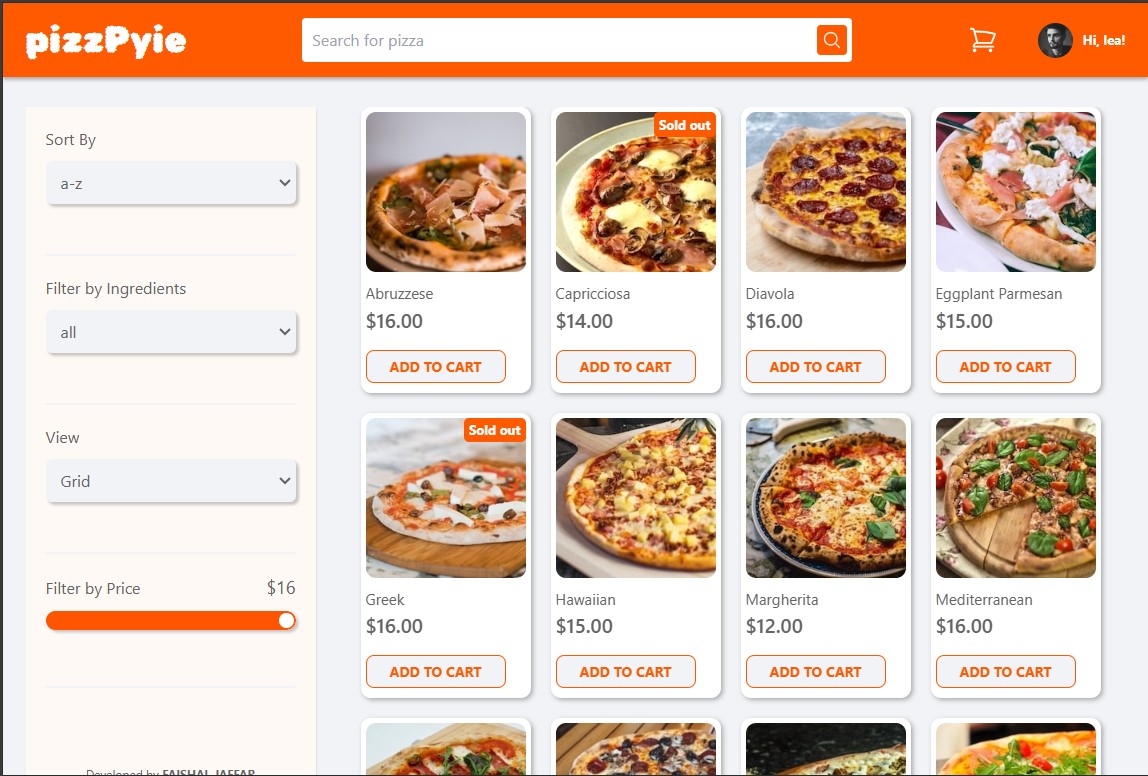 pizzPyie
Search for pizza
Hi, lea!
Sort By
a-z
Filter by Ingredients
all
View
Grid
Filter by Price $16
Developed by FAISHAL JAFFAR
Abruzzese
$16.00
ADD TO CART
Sold out
Capricciosa
$14.00
ADD TO CART
Diavola
$16.00
ADD TO CART
Eggplant Parmesan
$15.00
ADD TO CART
Sold out
Greek
$16.00
ADD TO CART
Hawaiian
$15.00
ADD TO CART
Margherita
$12.00
ADD TO CART
Mediterranean
$16.00
ADD TO CART